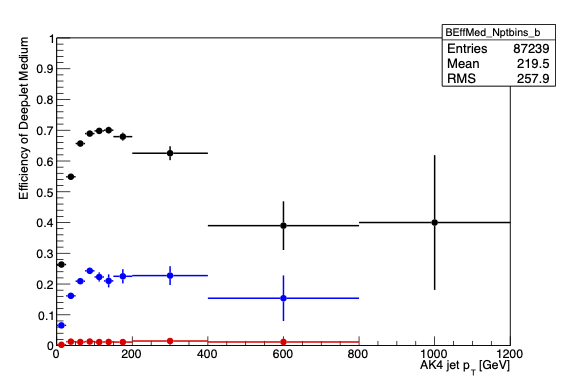 BEffMed_Nptbins_b
Entries 87239
Mean 219.5
RMS 257.9
Efficiency of DeepJet Medium
1
0.9
0.8
0.7
0.6
0.5
0.4
0.3
0.2
0.1
0
0 200 400 600 800 1000 1200
AK4 jet p_T [GeV]